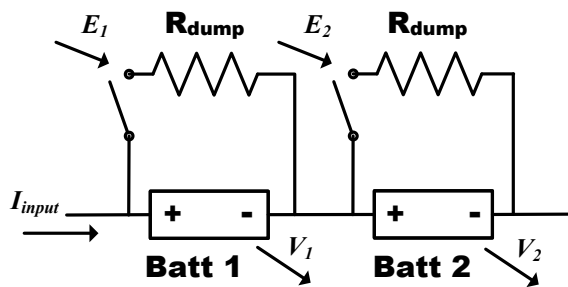 E1
Rdump
E2
Rdump
Iinput
+ -
+ -
Batt 1
V1
Batt 2
V2